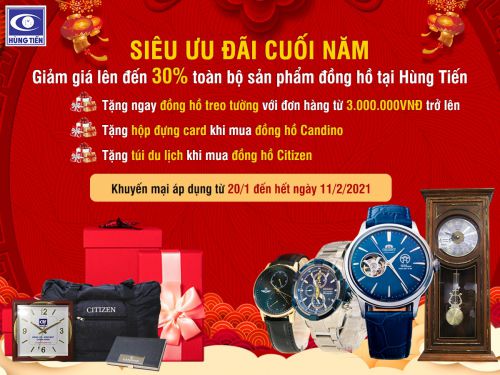 HÙNG TIẾN
SIÊU ƯU ĐÃI CUỐI NĂM
Giảm giá lên đến 30% toàn bộ sản phẩm đồng hồ tại Hùng Tiến
Tặng ngay đồng hồ treo tường với đơn hàng từ 3.000.000VNĐ trở lên
Tặng hộp đựng card khi mua đồng hồ Candino
Tặng túi du lịch khi mua đồng hồ Citizen
Khuyến mại áp dụng từ 20/1 đến hết ngày 11/2/2021
CITIZEN